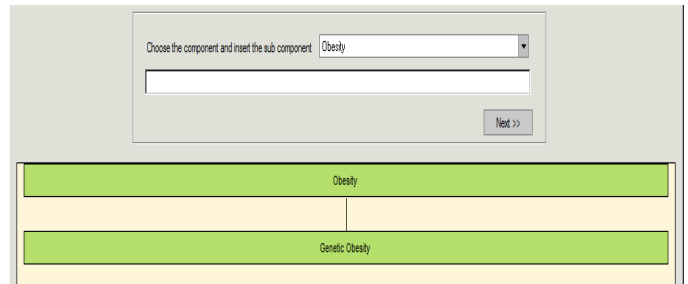 Choose the component and insert the sub component Obesity
Next >>
Obesity
Genetic Obesity